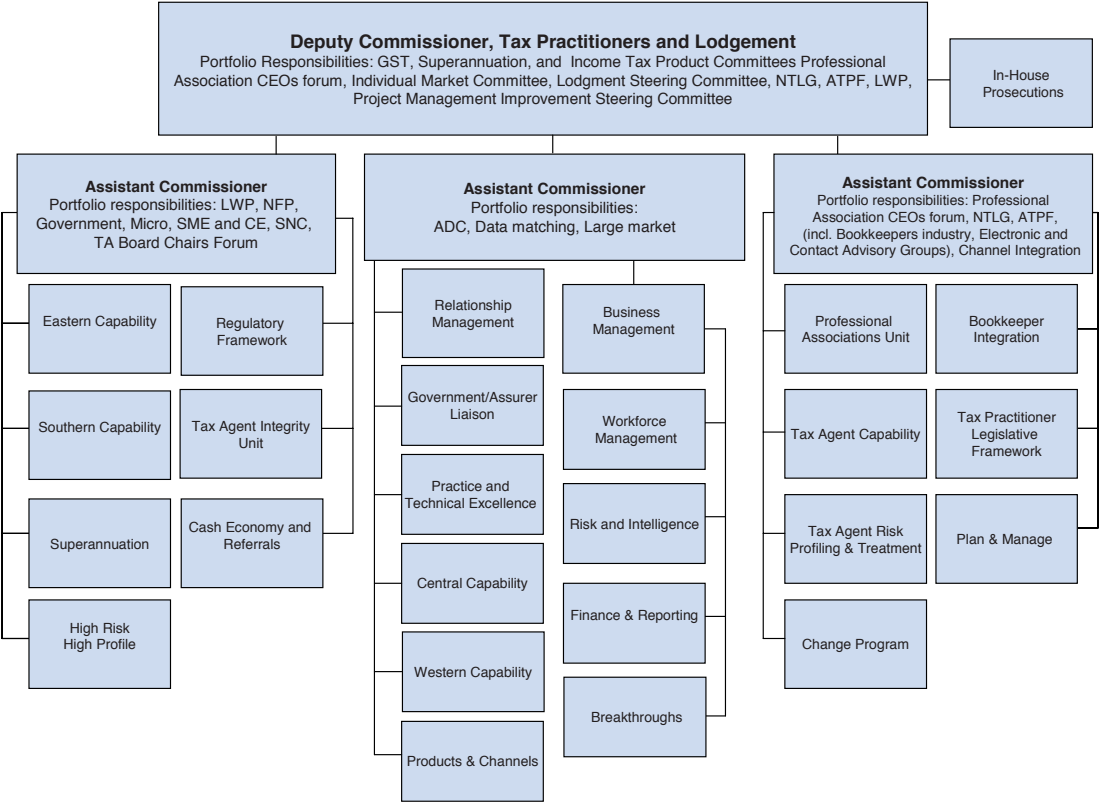 Deputy Commissioner, Tax Practitioners and Lodgement
Portfolio Responsibilities: GST, Superannuation, and Income Tax Product Committees Professional
Association CEOs forum, Individual Market Committee, Lodgment Steering Committee, NTLG, ATPF, LWP,
Project Management Improvement Steering Committee
In-House
Prosecutions
Assistant Commissioner
Portfolio responsibilities: LWP, NFP,
Government, Micro, SME and CE, SNC,
TA Board Chairs Forum
Eastern Capability
Southern Capability
Superannuation
High Risk
High Profile
Regulatory
Framework
Tax Agent Integrity
Unit
Cash Economy and
Referrals
Assistant Commissioner
Portfolio responsibilities:
ADC, Data matching, Large market
Relationship
Management
Government/Assurer
Liaison
Practice and
Technical Excellence
Central Capability
Western Capability
Products & Channels
Business
Management
Workforce
Management
Risk and Intelligence
Finance & Reporting
Breakthroughs
Assistant Commissioner
Portfolio responsibilities: Professional
Association CEOs forum, NTLG, ATPF,
(incl. Bookkeepers industry, Electronic and
Contact Advisory Groups), Channel Integration
Professional
Associations Unit
Tax Agent Capability
Tax Agent Risk
Profiling & Treatment
Change Program
Bookkeeper
Integration
Tax Practitioner
Legislative
Framework
Plan & Manage